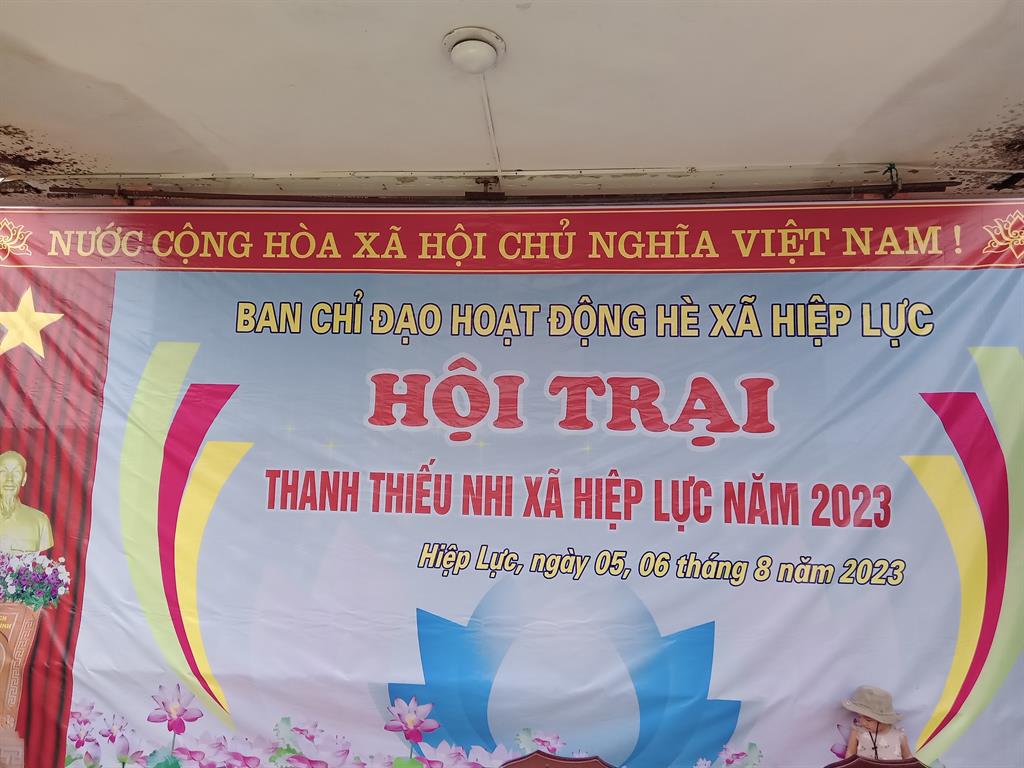 NƯỚC CỘNG HÒA XÃ HỘI CHỦ NGHĨA VIỆT NAM !
BAN CHỈ ĐẠO HOẠT ĐỘNG HÈ XÃ HIỆP LỰC
HỘI TRẠI
THANH THIẾU NHI XÃ HIỆP LỰC NĂM 2023
Hiệp Lực, ngày 05, 06 tháng 8 năm 2023